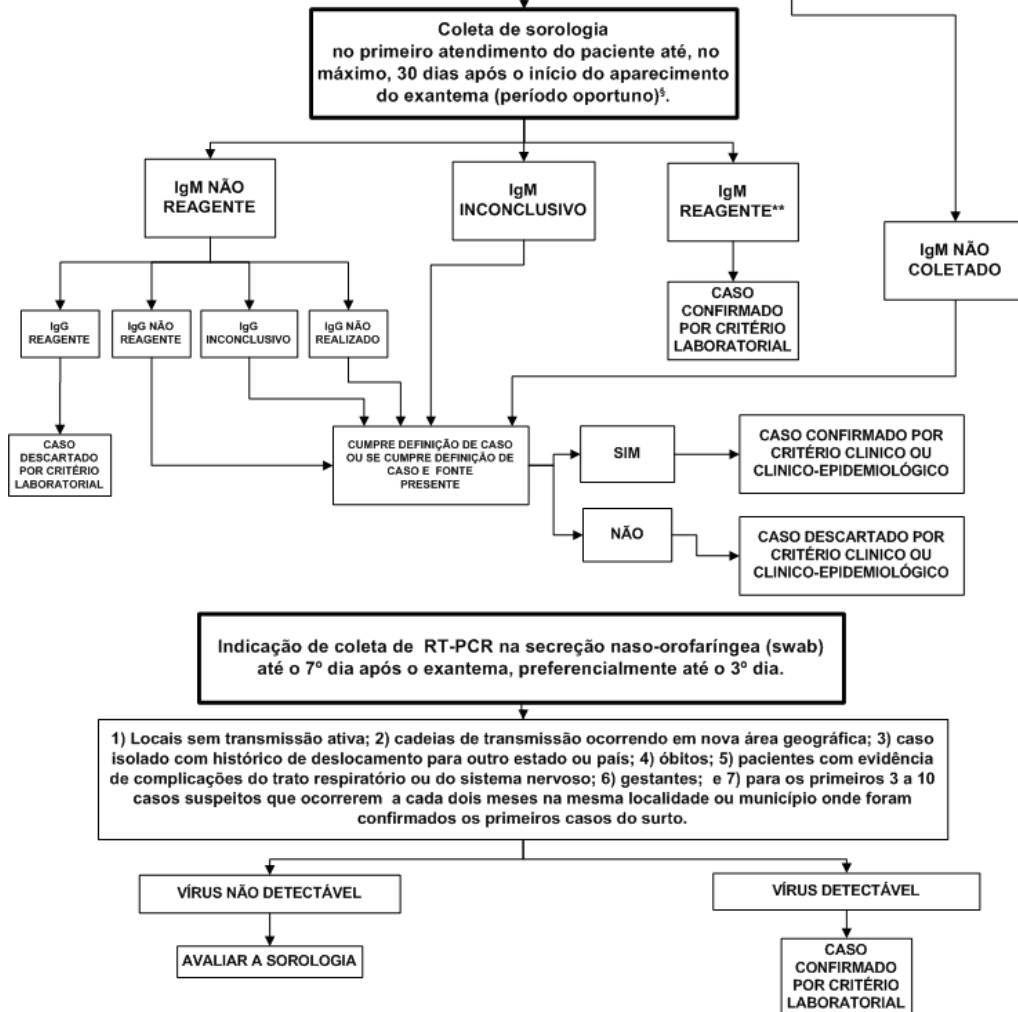 Coleta de sorologia
no primeiro atendimento do paciente até, no
máximo, 30 dias após o início do aparecimento
do exantema (período oportuno)§.
IgM NÃO
REAGENTE
IgM
INCONCLUSIVO
IgM
REAGENTE**
IgM NÃO
COLETADO
IgG
REAGENTE
IgG NÃO
REAGENTE
IgG
INCONCLUSIVO
IgG NÃO
REALIZADO
CASO
CONFIRMADO
POR CRITÉRIO
LABORATORIAL
CASO
DESCARTADO
POR CRITÉRIO
LABORATORIAL
CUMPRE DEFINIÇÃO DE CASO
OU SE CUMPRE DEFINIÇÃO DE
CASO E FONTE
PRESENTE
SIM
CASO CONFIRMADO POR
CRITÉRIO CLINICO OU
CLINICO-EPIDEMIOLÓGICO
NÃO
CASO DESCARTADO POR
CRITÉRIO CLINICO OU
CLINICO-EPIDEMIOLÓGICO
Indicação de coleta de RT-PCR na secreção naso-orofaríngea (swab)
até o 7º dia após o exantema, preferencialmente até o 3º dia.
1) Locais sem transmissão ativa; 2) cadeias de transmissão ocorrendo em nova área geográfica; 3) caso
isolado com histórico de deslocamento para outro estado ou país; 4) óbitos; 5) pacientes com evidência
de complicações do trato respiratório ou do sistema nervoso; 6) gestantes; e 7) para os primeiros 3 a 10
casos suspeitos que ocorrerem a cada dois meses na mesma localidade ou município onde foram
confirmados os primeiros casos do surto.
VÍRUS NÃO DETECTÁVEL
VÍRUS DETECTÁVEL
AVALIAR A SOROLOGIA
CASO
CONFIRMADO
POR CRITÉRIO
LABORATORIAL